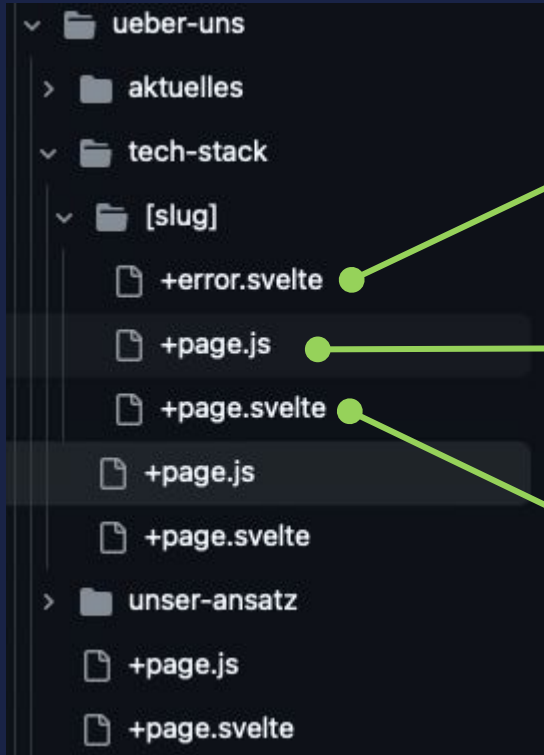 ueber-uns
aktuelles
tech-stack
[slug]
+error.svelte
+page.js
+page.svelte
+page.js
+page.svelte
unser-ansatz
+page.js
+page.svelte